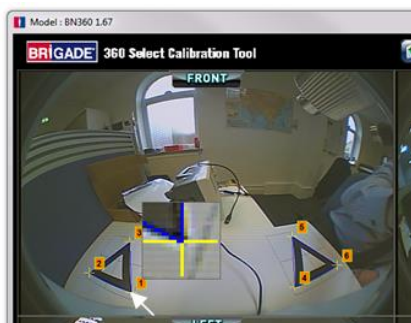 Model : BN360 1.67
BRIGADE 360 Select Calibration Tool
FRONT
5
3
6
2
4
1
LEFT